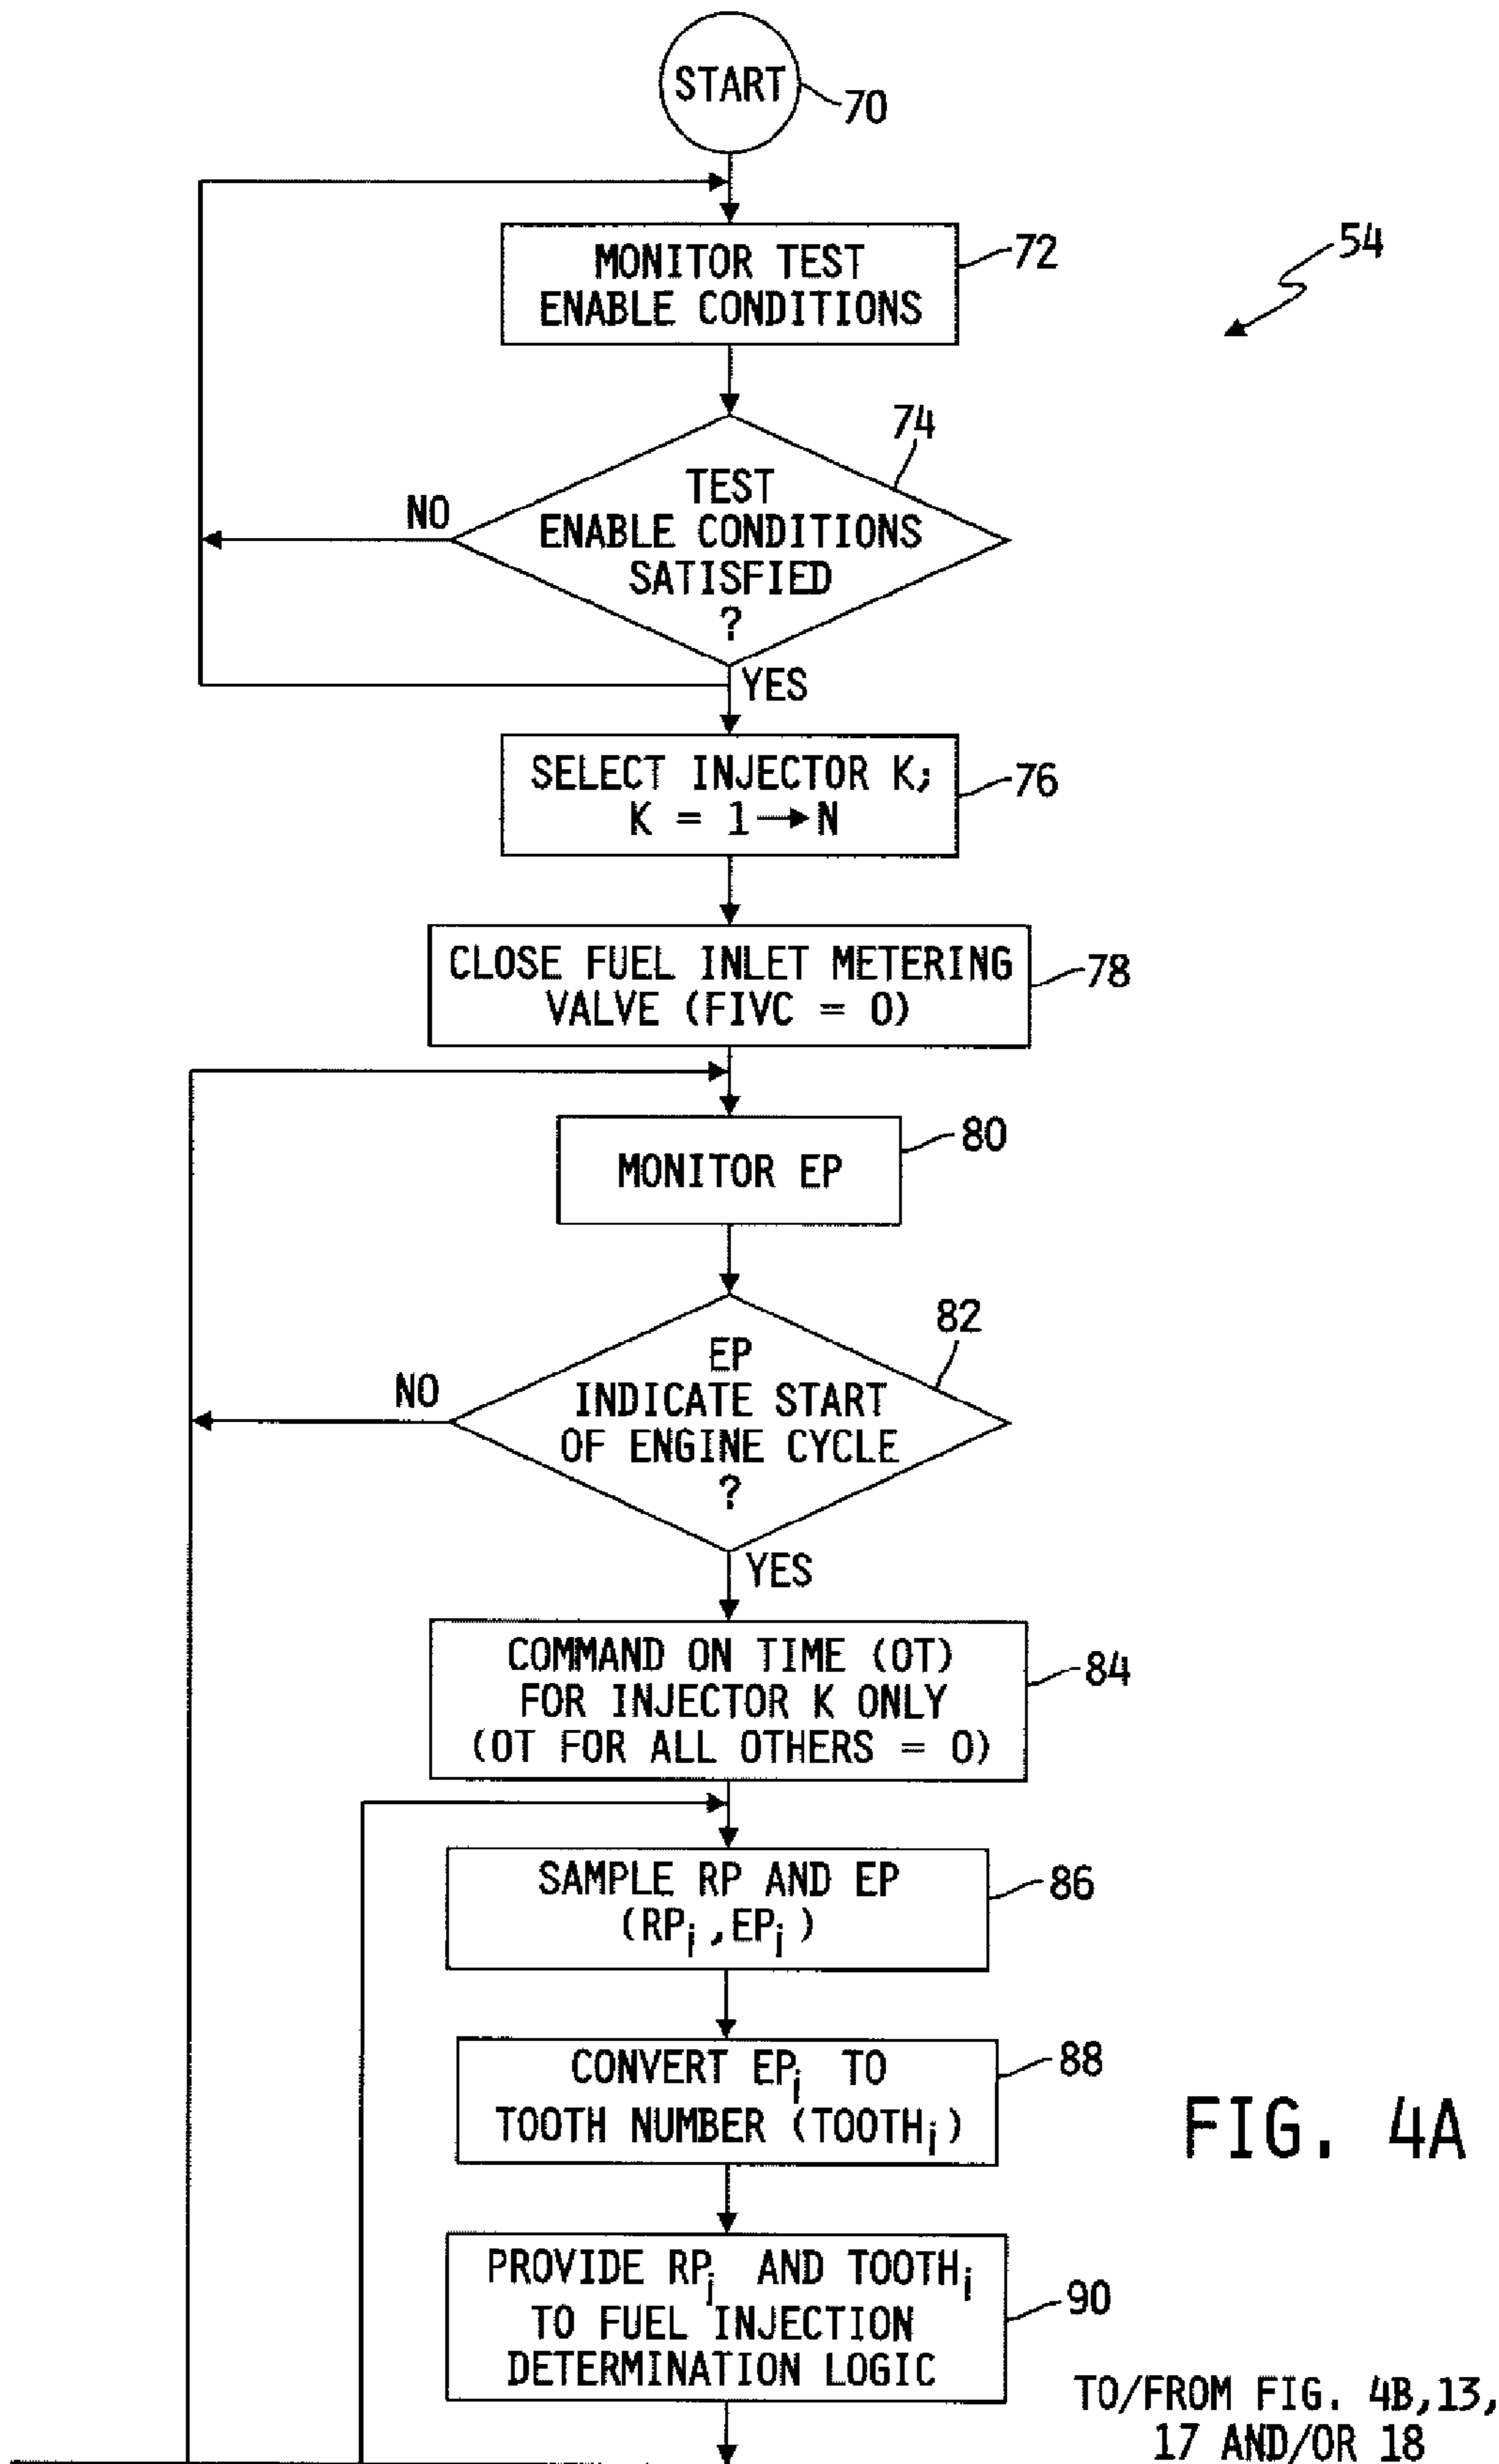 START
70
MONITOR TEST
ENABLE CONDITIONS
72
54
74
TEST
ENABLE CONDITIONS
SATISFIED
?
NO
YES
SELECT INJECTOR K;
K = 1→N
76
CLOSE FUEL INLET METERING
VALVE (FIVC = 0)
78
MONITOR EP
80
82
EP
INDICATE START
OF ENGINE CYCLE
?
NO
YES
COMMAND ON TIME (OT)
FOR INJECTOR K ONLY
(OT FOR ALL OTHERS = 0)
84
SAMPLE RP AND EP
(RPi,EPi)
86
CONVERT EPi TO
TOOTH NUMBER (TOOTHi)
88
FIG. 4A
PROVIDE RPi AND TOOTHi
TO FUEL INJECTION
DETERMINATION LOGIC
90
TO/FROM FIG. 4B,13,
17 AND/OR 18